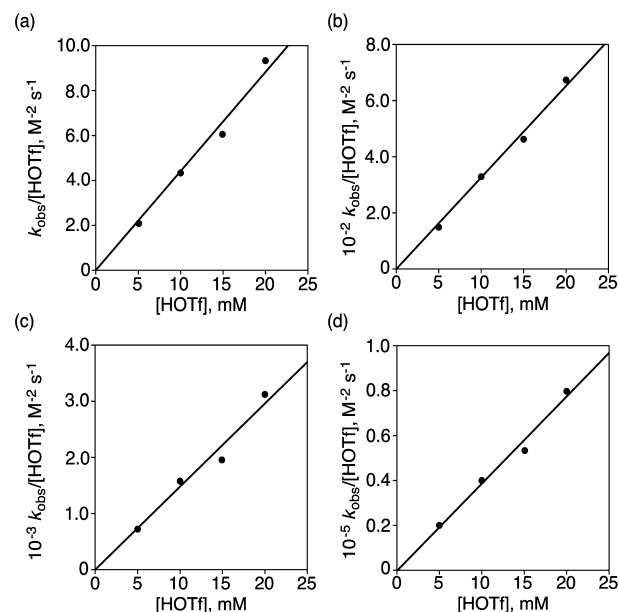 (a)
k_obs/[HOTf], M⁻² s⁻¹
10.0
8.0
6.0
4.0
2.0
0
0 5 10 15 20 25
[HOTf], mM
(b)
10⁻² k_obs/[HOTf], M⁻² s⁻¹
8.0
6.0
4.0
2.0
0
0 5 10 15 20 25
[HOTf], mM
(c)
10⁻³ k_obs/[HOTf], M⁻² s⁻¹
4.0
3.0
2.0
1.0
0
0 5 10 15 20 25
[HOTf], mM
(d)
10⁻⁵ k_obs/[HOTf], M⁻² s⁻¹
1.0
0.8
0.6
0.4
0.2
0
0 5 10 15 20 25
[HOTf], mM